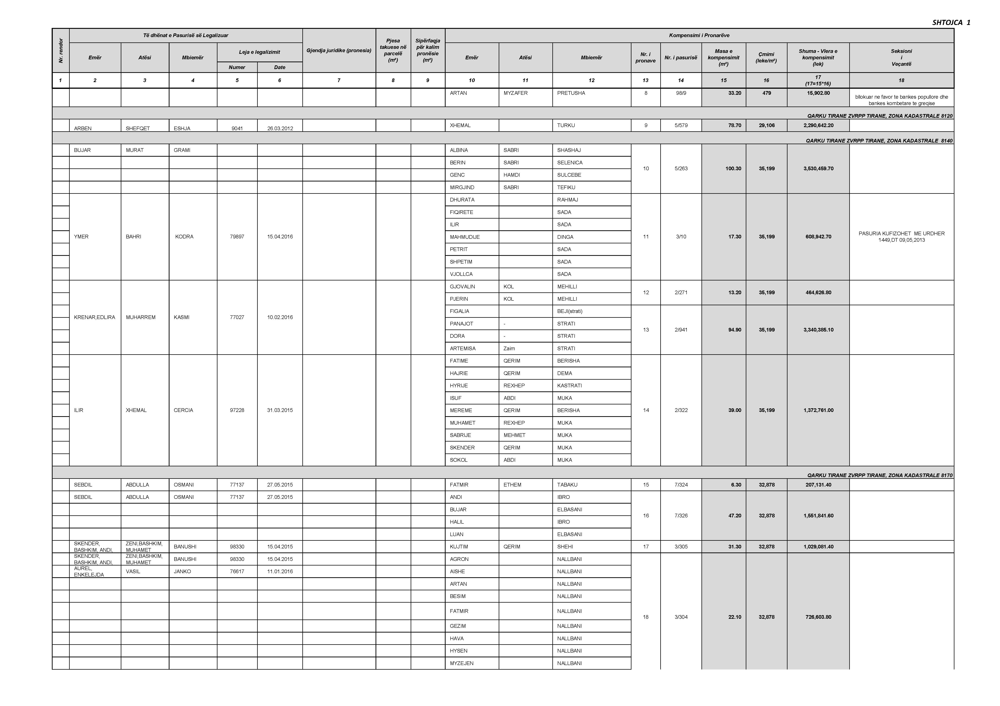 SHTOJCA 1
Nr. rendor
Të dhënat e Pasurisë së Legalizuar
Gjendja juridike (pronesia)
Pjesa takuese në parcelë (m²)
Sipërfaqja për kalim pronësie (m²)
Kompensimi i Pronarëve
Emër Atësi Mbiemër Leja e legalizimit
Numer Date
Emër Atësi Mbiemër Nr. i pronave Nr. i pasurisë Masa e kompensimit (m²) Çmimi (leke/m²) Shuma - Vlera e kompensimit (lek) Seksioni i Veçantë
1 2 3 4 5 6 7 8 9 10 11 12 13 14 15 16 17 (17=15*16) 18
ARTAN MYZAFER PRETUSHA 8 98/9 33.20 479 15,902.80 bllokuar ne favor te bankes popullore dhe
bankes kombetare te greqise
QARKU TIRANE ZVRPP TIRANE, ZONA KADASTRALE 8120
ARBEN SHEFQET ESHJA 9041 26.03.2012 XHEMAL TURKU 9 5/579 78.70 29,106 2,290,642.20
QARKU TIRANE ZVRPP TIRANE, ZONA KADASTRALE 8140
BUJAR MURAT GRAMI ALBINA SABRI SHASHAJ
BERIN SABRI SELENICA
10 5/263 100.30 35,199 3,530,459.70
GENC HAMDI SULCEBE
MIRGJIND SABRI TEFIKU
DHURATA RAHMAJ
FIQIRETE SADA
ILIR SADA
YMER BAHRI KODRA 79897 15.04.2016 MAHMUDIJE DINGA 11 3/10 17.30 35,199 608,942.70 PASURIA KUFIZOHET ME URDHER
1449,DT 09,05,2013
PETRIT SADA
SHPETIM SADA
VJOLLCA SADA
GJOVALIN KOL MEHILLI
12 2/271 13.20 35,199 464,626.80
PJERIN KOL MEHILLI
FIGALIA BEJI(strati)
KRENAR,EDLIRA MUHARREM KASMI 77027 10.02.2016
PANAJOT - STRATI
13 2/941 94.90 35,199 3,340,385.10
DORA - STRATI
ARTEMISA Zaim STRATI
FATIME QERIM BERISHA
HAJRIE QERIM DEMA
HYRIJE REXHEP KASTRATI
ISUF ABDI MUKA
ILIR XHEMAL CERCIA 97228 31.03.2015 MEREME QERIM BERISHA 14 2/322 39.00 35,199 1,372,761.00
MUHAMET REXHEP MUKA
SABRIJE MEHMET MUKA
SKENDER QERIM MUKA
SOKOL ABDI MUKA
QARKU TIRANE ZVRPP TIRANE, ZONA KADASTRALE 8170
SEBDIL ABDULLA OSMANI 77137 27.05.2015 FATMIR ETHEM TABAKU 15 7/324 6.30 32,878 207,131.40
SEBDIL ABDULLA OSMANI 77137 27.05.2015 ANDI IBRO
BUJAR ELBASANI
16 7/326 47.20 32,878 1,551,841.60
HALIL IBRO
LUAN ELBASANI
SKENDER, BASHKIM, ANDI, ZENI,BASHKIM, MUHAMET BANUSHI 98330 15.04.2015 KUJTIM QERIM SHEHI 17 3/305 31.30 32,878 1,029,081.40
SKENDER, BASHKIM, ANDI, ZENI,BASHKIM, MUHAMET BANUSHI 98330 15.04.2015 AGRON NALLBANI
AUREL, ENKELEJDA VASIL JANKO 76617 11.01.2016 AISHE NALLBANI
ARTAN NALLBANI
BESIM NALLBANI
FATMIR NALLBANI
18 3/304 22.10 32,878 726,603.80
GEZIM NALLBANI
HAVA NALLBANI
HYSEN NALLBANI
MYZEJEN NALLBANI